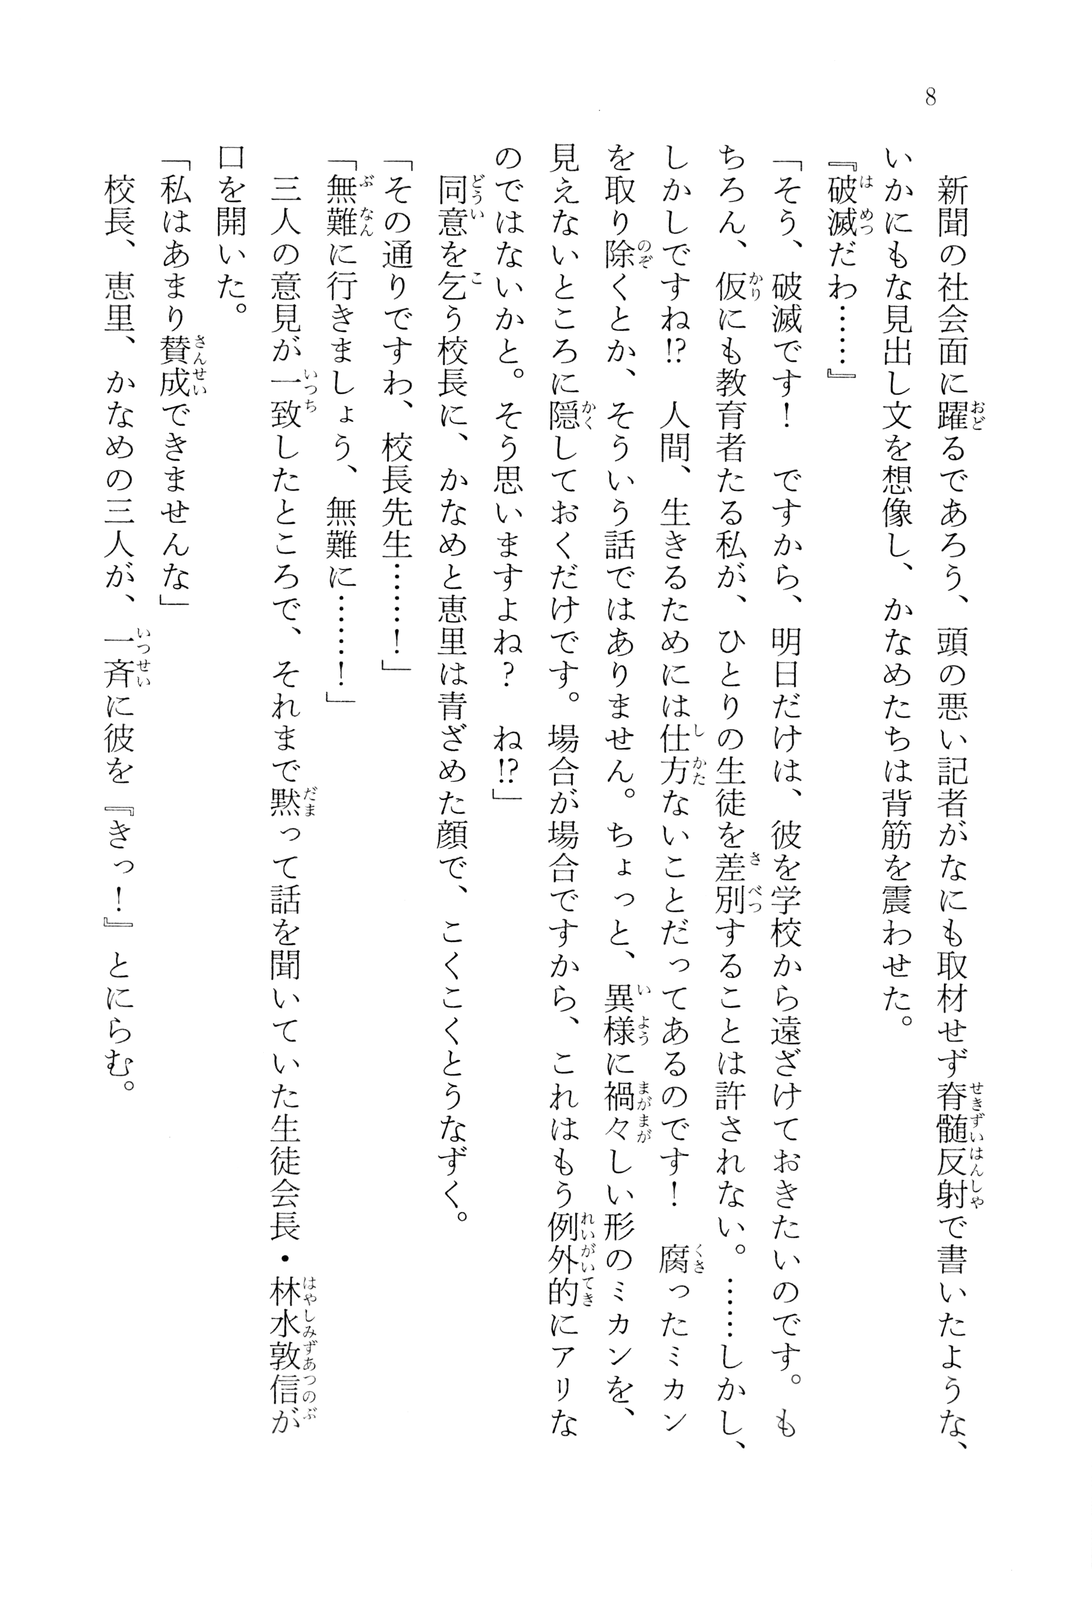 8
　新聞の社会面に躍るであろう、頭の悪い記者がなにも取材せず脊髄反射で書いたような、
いかにもな見出し文を想像し、かなめたちは背筋を震わせた。
『破滅だわ……』
「そう、破滅です！　ですから、明日だけは、彼を学校から遠ざけておきたいのです。も
ちろん、仮にも教育者たる私が、ひとりの生徒を差別することは許されない。……しかし、
しかしですね!?　人間、生きるためには仕方ないことだってあるのです！　腐ったミカン
を取り除くとか、そういう話ではありません。ちょっと、異様に禍々しい形のミカンを、
見えないところに隠しておくだけです。場合が場合ですから、これはもう例外的にアリな
のではないかと。そう思いますよね？　ね!?」
　同意を乞う校長に、かなめと恵里は青ざめた顔で、こくこくとうなずく。
「その通りですわ、校長先生……！」
「無難に行きましょう、無難に……！」
　三人の意見が一致したところで、それまで黙って話を聞いていた生徒会長・林水敦信が
口を開いた。
「私はあまり賛成できませんな」
　校長、恵里、かなめの三人が、一斉に彼を『きっ！』とにらむ。